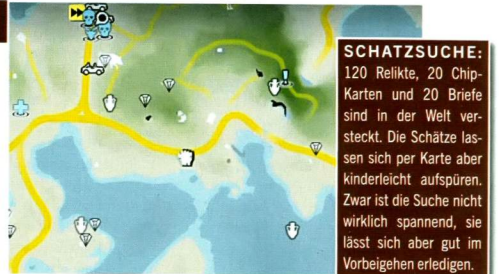 SCHATZSUCHE:
120 Relikte, 20 Chip-
Karten und 20 Briefe
sind in der Welt ver-
steckt. Die Schätze las-
sen sich per Karte aber
kinderleicht aufspüren.
Zwar ist die Suche nicht
wirklich spannend, sie
lässt sich aber gut im
Vorbeigehen erledigen.